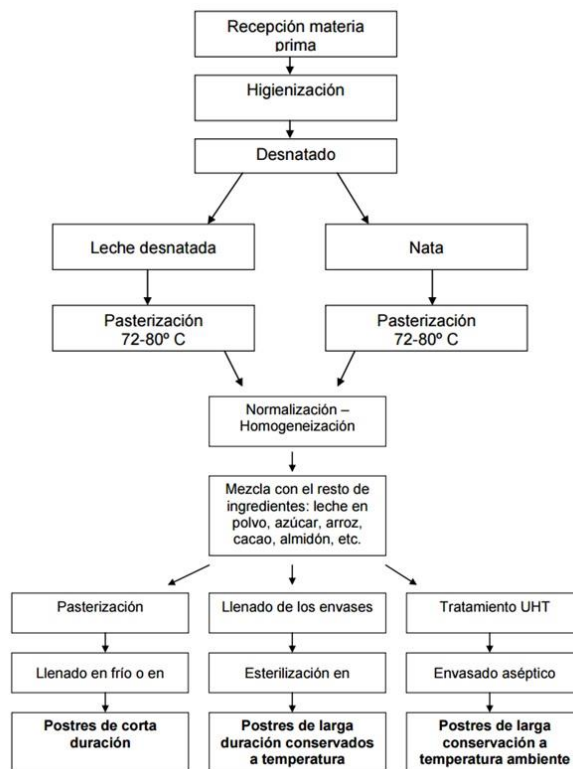 Recepción materia
prima
Higienización
Desnatado
Leche desnatada
Nata
Pasterización
72-80º C
Pasterización
72-80º C
Normalización –
Homogeneización
Mezcla con el resto de
ingredientes: leche en
polvo, azúcar, arroz,
cacao, almidón, etc.
Pasterización
Llenado de los envases
Tratamiento UHT
Llenado en frío o en
Esterilización en
Envasado aséptico
Postres de corta
duración
Postres de larga
duración conservados
a temperatura
Postres de larga
conservación a
temperatura ambiente